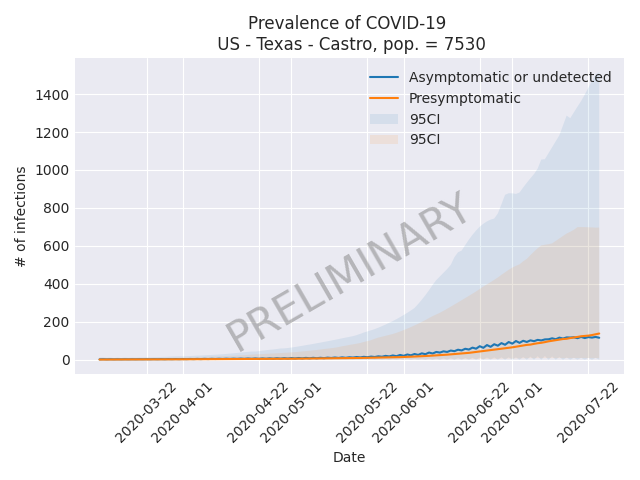 Prevalence of COVID-19
US - Texas - Castro, pop. = 7530
Asymptomatic or undetected
Presymptomatic
95CI
95CI
PRELIMINARY
# of infections
1400
1200
1000
800
600
400
200
0
2020-03-22
2020-04-01
2020-04-22
2020-05-01
2020-05-22
2020-06-01
2020-06-22
2020-07-01
2020-07-22
Date